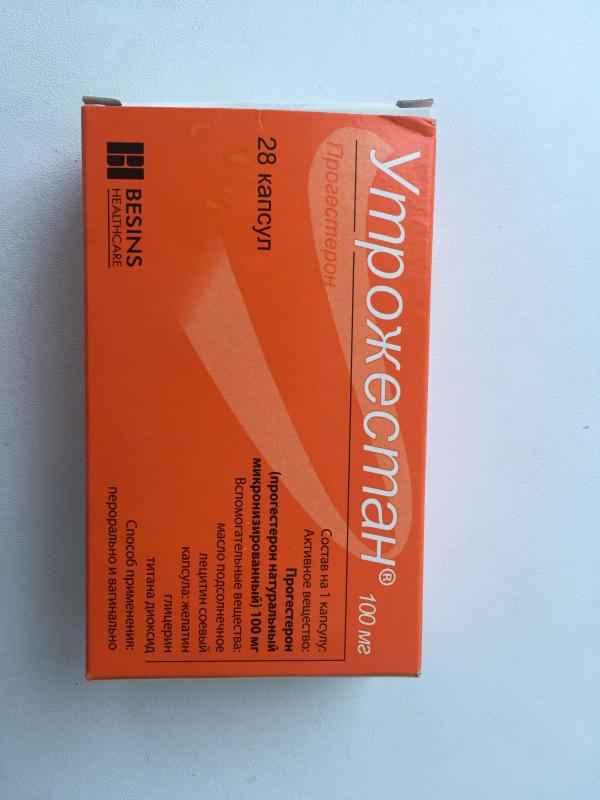 Утрожестан® 100 мг
Прогестерон
28 капсул
BESINS
HEALTHCARE
Состав на 1 капсулу:
Активное вещество:
Прогестерон
(прогестерон натуральный
микронизированный) 100 мг
Вспомогательные вещества:
масло подсолнечное
лецитин соевый
капсула: желатин
глицерин
титана диоксид
Способ применения:
перорально и вагинально